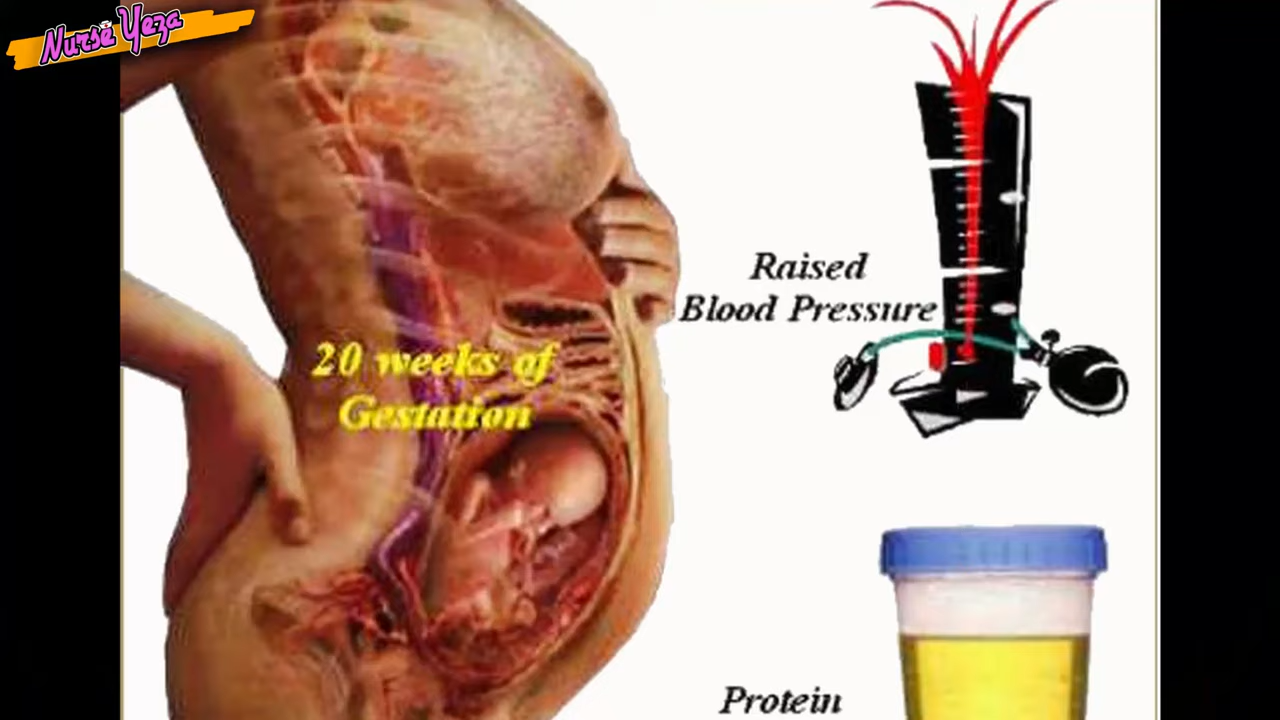 Nurse Yeza
20 weeks of
Gestation
Raised
Blood Pressure
Protein